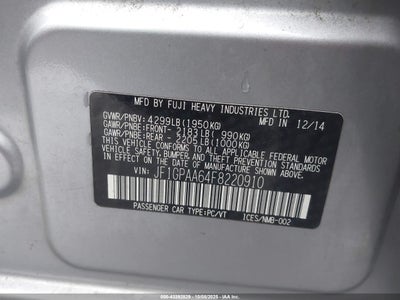 MFD BY FUJI HEAVY INDUSTRIES LTD.
GVWR/PNBV: 4299LB(1950KG) MFD IN 12/14
GAWR/PNBE:FRONT- 2183LB( 990KG)
GAWR/PNBE:REAR - 2205LB(1000KG)
THIS VEHICLE CONFORMS TO ALL APPLICABLE FEDERAL MOTOR
VEHICLE SAFETY, BUMPER, AND THEFT PREVENTION STANDARDS
IN EFFECT ON THE DATE OF MANUFACTURE SHOWN ABOVE.
VIN: JF1GPAA64F8220910
PASSENGER CAR TYPE:PC/VT ICES/NMB-002